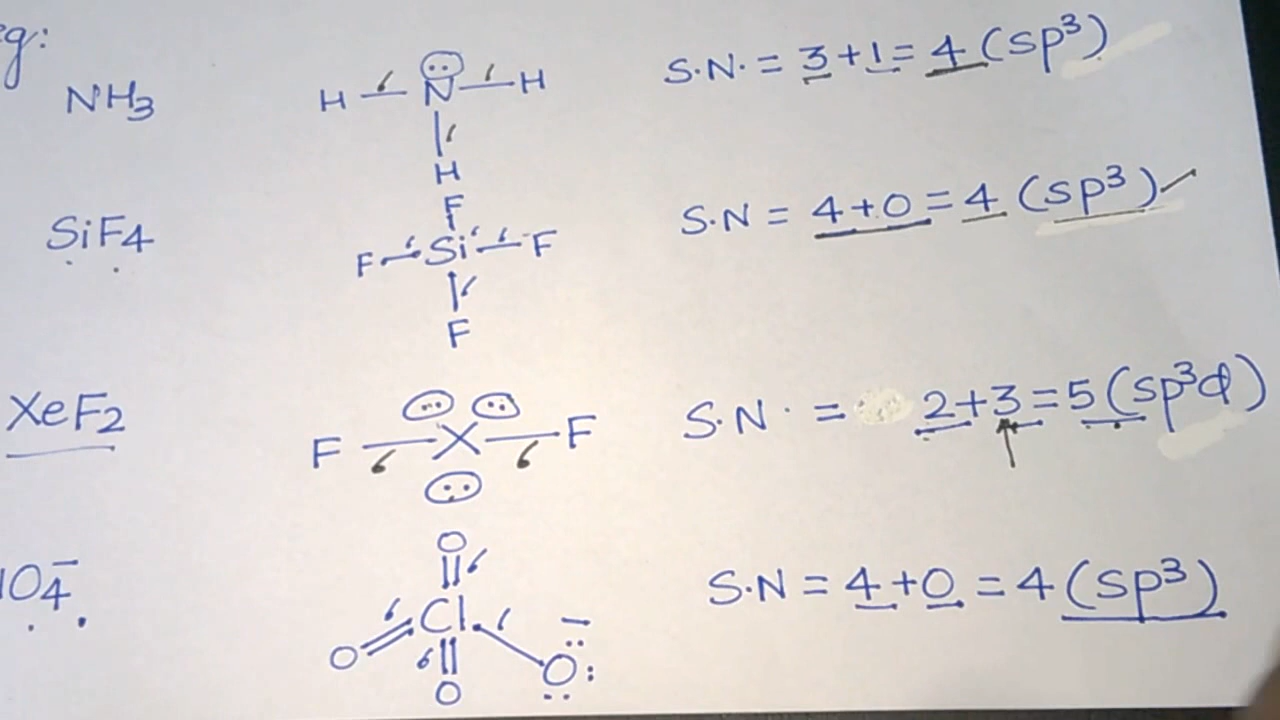 eg:
NH3 H — N — H S.N. = 3+1 = 4 (sp³)
H
F
SiF4 F — Si — F S.N = 4+0 = 4 (sp³)
F
XeF2 F — X — F S.N. = 2+3 = 5 (sp³d)
O
lO4⁻ Cl S.N = 4+0 = 4 (sp³)
O O⁻
O